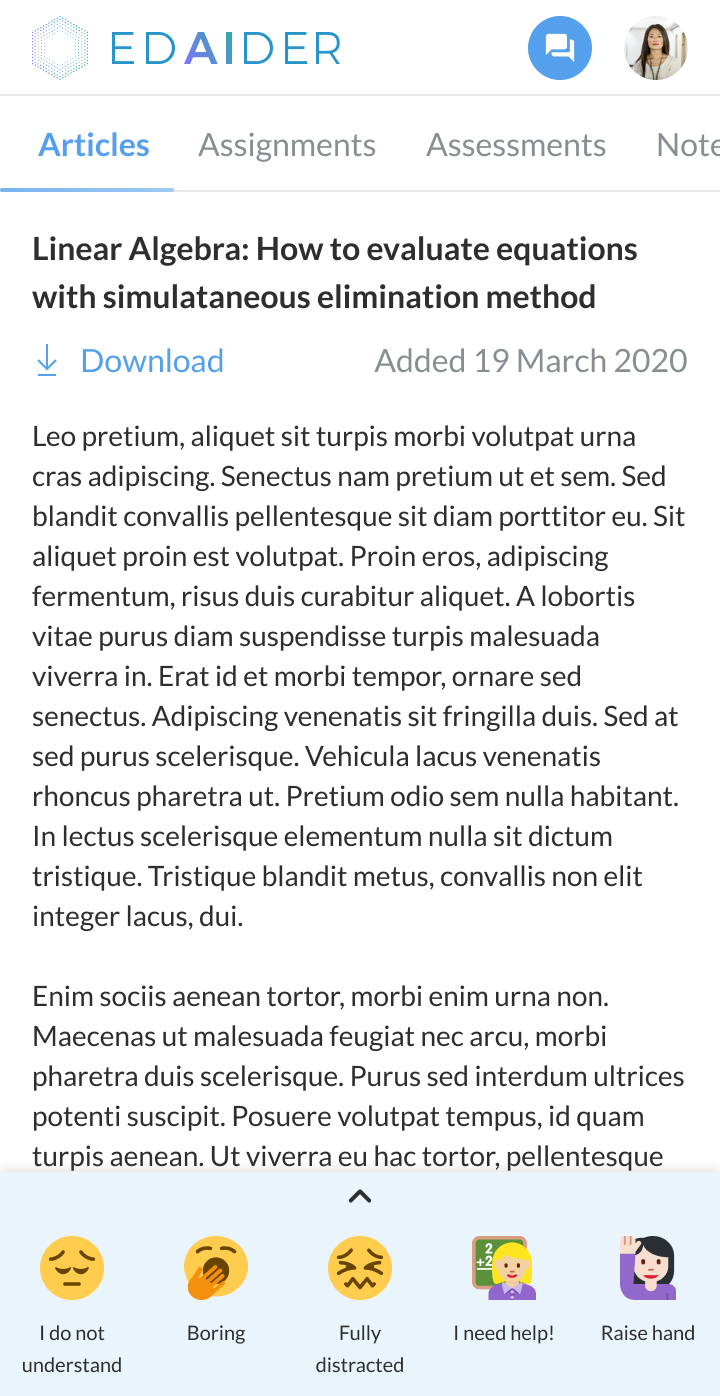 EDAIDER
Articles Assignments Assessments Note
Linear Algebra: How to evaluate equations
with simulataneous elimination method
Download Added 19 March 2020
Leo pretium, aliquet sit turpis morbi volutpat urna
cras adipiscing. Senectus nam pretium ut et sem. Sed
blandit convallis pellentesque sit diam porttitor eu. Sit
aliquet proin est volutpat. Proin eros, adipiscing
fermentum, risus duis curabitur aliquet. A lobortis
vitae purus diam suspendisse turpis malesuada
viverra in. Erat id et morbi tempor, ornare sed
senectus. Adipiscing venenatis sit fringilla duis. Sed at
sed purus scelerisque. Vehicula lacus venenatis
rhoncus pharetra ut. Pretium odio sem nulla habitant.
In lectus scelerisque elementum nulla sit dictum
tristique. Tristique blandit metus, convallis non elit
integer lacus, dui.
Enim sociis aenean tortor, morbi enim urna non.
Maecenas ut malesuada feugiat nec arcu, morbi
pharetra duis scelerisque. Purus sed interdum ultrices
potenti suscipit. Posuere volutpat tempus, id quam
turpis aenean. Ut viverra eu hac tortor, pellentesque
2
+2
I do not
understand
Boring
Fully
distracted
I need help!
Raise hand